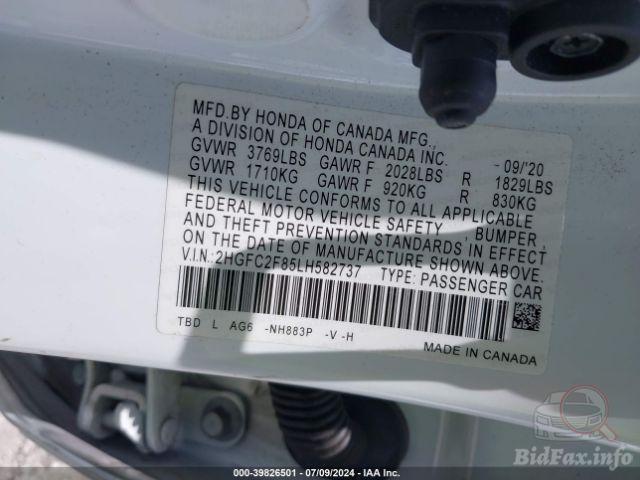 MFD.BY HONDA OF CANADA MFG.,
A DIVISION OF HONDA CANADA INC. - 09/'20
GVWR 3769LBS GAWR F 2028LBS R 1829LBS
GVWR 1710KG GAWR F 920KG R 830KG
THIS VEHICLE CONFORMS TO ALL APPLICABLE
FEDERAL MOTOR VEHICLE SAFETY , BUMPER,
AND THEFT PREVENTION STANDARDS IN EFFECT
ON THE DATE OF MANUFACTURE SHOWN ABOVE.
V.I.N.: 2HGFC2F85LH582737 TYPE: PASSENGER CAR
TBD L AG6 -NH883P -V -H
MADE IN CANADA
BidFax.info
000-39826501 / 07/09/2024 - IAA Inc.